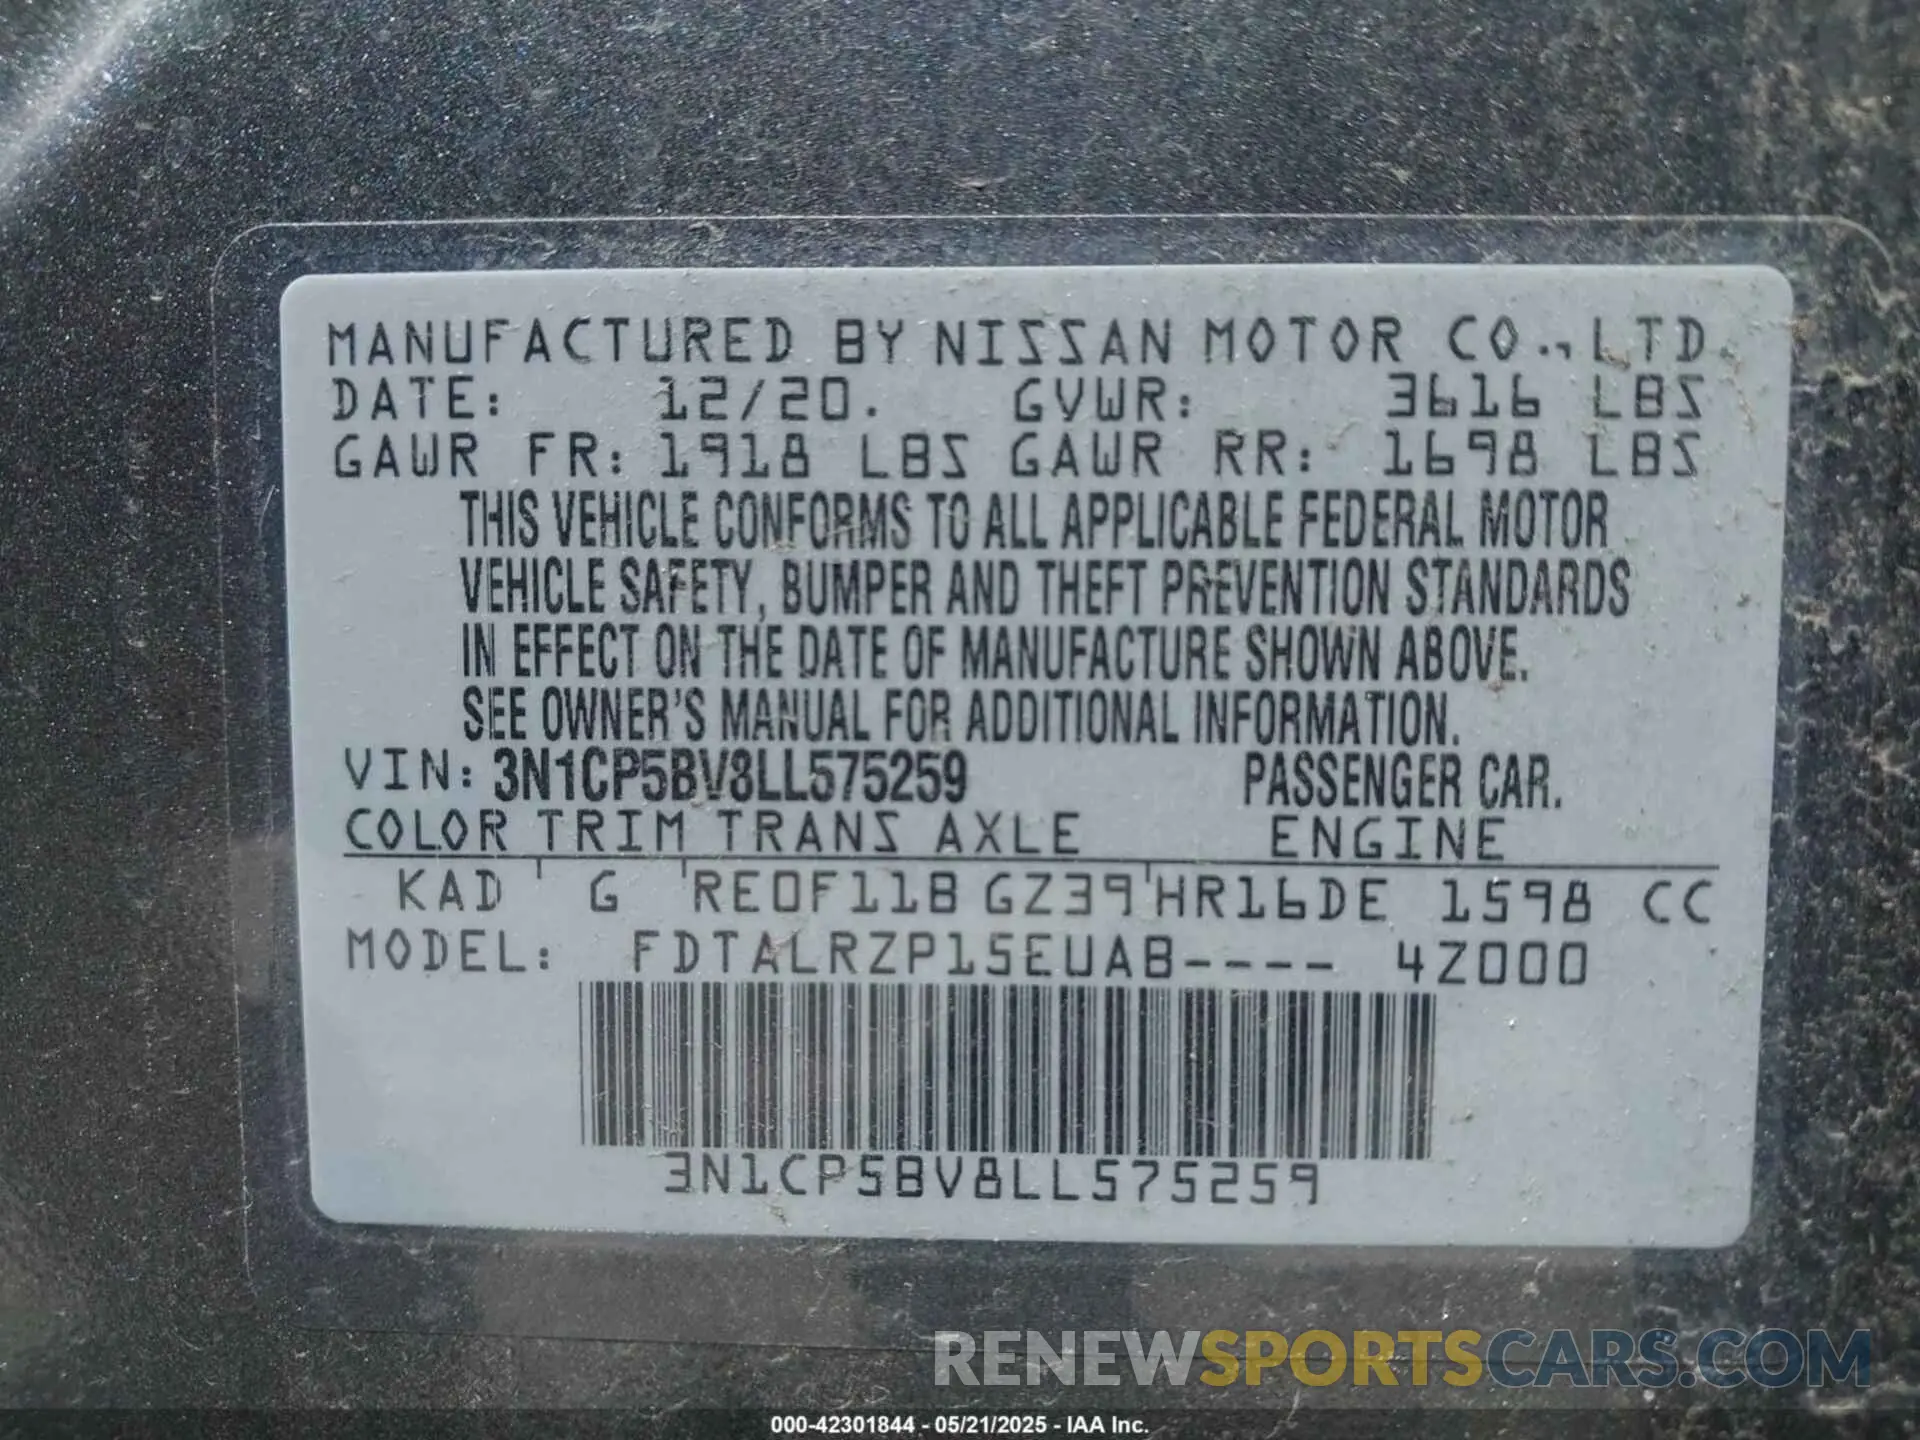 MANUFACTURED BY NISSAN MOTOR CO., LTD.
DATE: 12/20. GVWR: 3616 LBS
GAWR FR: 1918 LBS GAWR RR: 1698 LBS
THIS VEHICLE CONFORMS TO ALL APPLICABLE FEDERAL MOTOR
VEHICLE SAFETY, BUMPER AND THEFT PREVENTION STANDARDS
IN EFFECT ON THE DATE OF MANUFACTURE SHOWN ABOVE.
SEE OWNER'S MANUAL FOR ADDITIONAL INFORMATION.
VIN: 3N1CP5BV8LL575259 PASSENGER CAR.
COLOR TRIM TRANS AXLE ENGINE
KAD G RE0F11B GZ39 HR16DE 1598 CC
MODEL: FDTALRZP15EUAB---- 4Z000
3N1CP5BV8LL575259
RENEWSPORTSCARS.COM
000-42301844 - 05/21/2025 - IAA Inc.